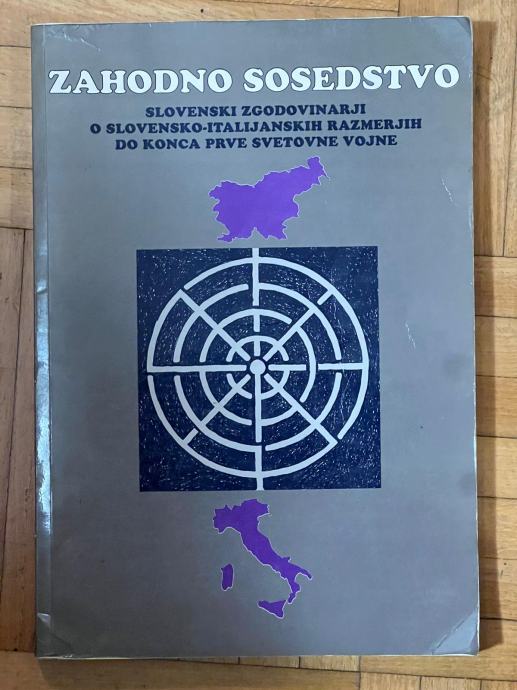 ZAHODNO SOSEDSTVO
SLOVENSKI ZGODOVINARJI
O SLOVENSKO-ITALIJANSKIH RAZMERJIH
DO KONCA PRVE SVETOVNE VOJNE